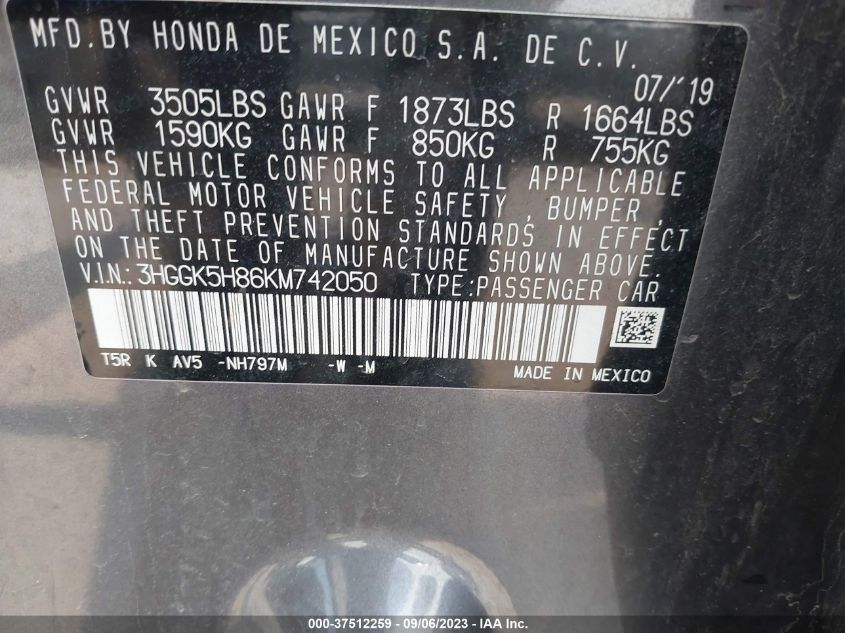 MFD. BY HONDA DE MEXICO S.A. DE C.V.
07/'19
GVWR 3505LBS GAWR F 1873LBS R 1664LBS
GVWR 1590KG GAWR F 850KG R 755KG
THIS VEHICLE CONFORMS TO ALL APPLICABLE
FEDERAL MOTOR VEHICLE SAFETY, BUMPER,
AND THEFT PREVENTION STANDARDS IN EFFECT
ON THE DATE OF MANUFACTURE SHOWN ABOVE.
V.I.N.: 3HGGK5H86KM742050 TYPE:PASSENGER CAR
T5R K AV5 -NH797M -W -M MADE IN MEXICO
000-37512259 - 09/06/2023 - IAA Inc.